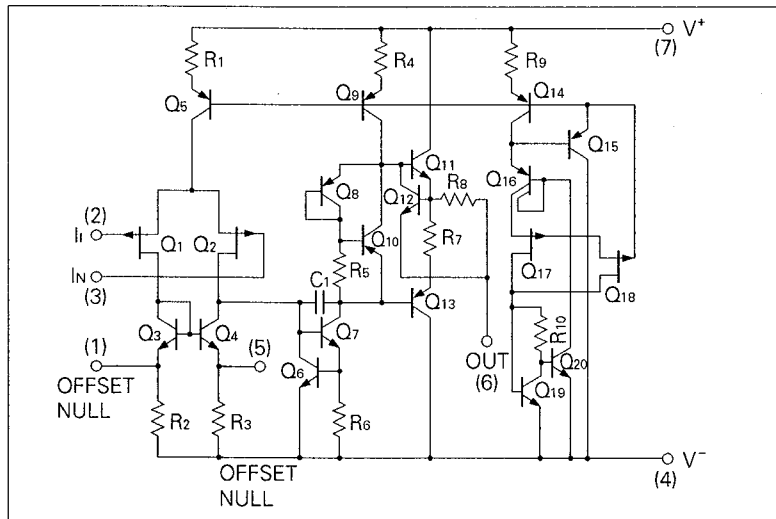 V+
(7)
R1
R4
R9
Q5
Q9
Q14
Q15
Q11
Q8
Q12
R8
Q16
(2)
II
Q1
Q2
Q10
R7
Q17
Q18
IN
(3)
R5
C1
Q13
Q3
Q4
Q7
R10
(1)
(5)
OUT
(6)
Q6
Q20
Q19
OFFSET
NULL
R2
R3
R6
OFFSET
NULL
V-
(4)